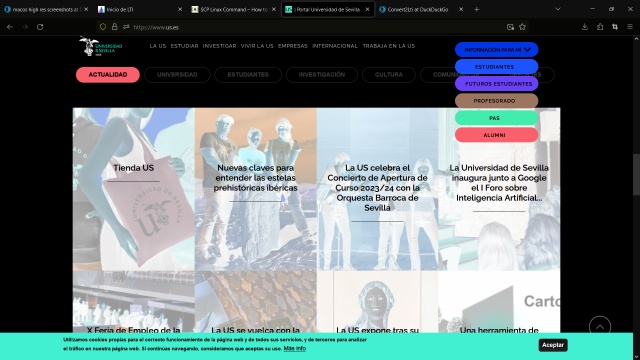 macos high res screenshots at D
Inicio de LTI
SCP Linux Command – How to
Portal Universidad de Sevilla
Convert2(1) at DuckDuckGo
https://www.us.es
UNIVERSIDAD
D SEVILLA
LA US ESTUDIAR INVESTIGAR VIVIR LA US EMPRESAS INTERNACIONAL TRABAJA EN LA US
INFORMACIÓN PARA MÍ
ESTUDIANTES
FUTUROS ESTUDIANTES
PROFESORADO
PAS
ALUMNI
ACTUALIDAD
UNIVERSIDAD
ESTUDIANTES
INVESTIGACIÓN
CULTURA
Tienda US
Nuevas claves para
entender las estelas
prehistóricas ibéricas
La US celebra el
Concierto de Apertura de
Curso 2023/24 con la
Orquesta Barroca de
Sevilla
La Universidad de Sevilla
inaugura junto a Google
el I Foro sobre
Inteligencia Artificial...
X Feria de Empleo de la
La US se vuelca con la
La US expone tras su
Una herramienta de
Carto
Utilizamos cookies propias para el correcto funcionamiento de la página web y de todos sus servicios, y de terceros para analizar
el tráfico en nuestra página web. Si continúas navegando, consideramos que aceptas su uso. Más info
Aceptar